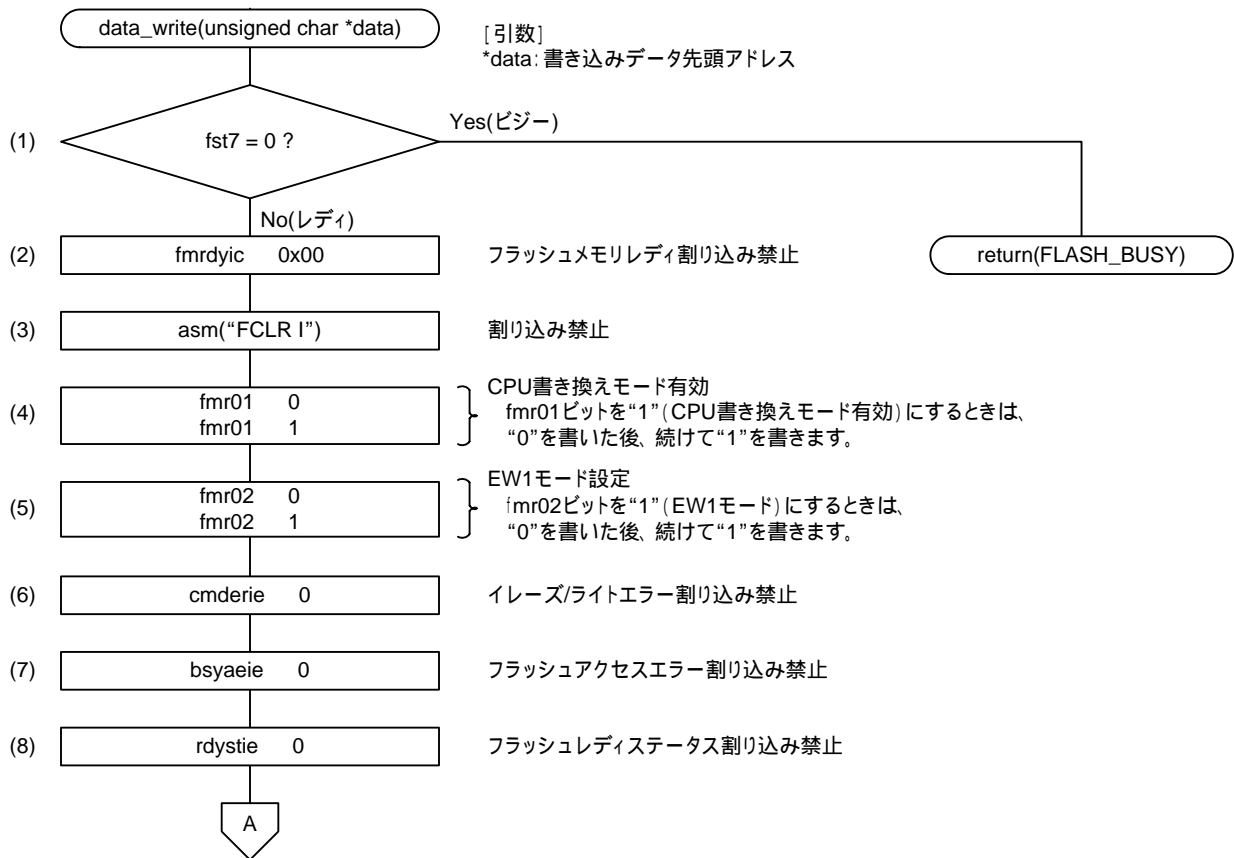 data_write(unsigned char *data)
[引数]
*data: 書き込みデータ先頭アドレス
(1)
fst7 = 0 ?
Yes(ビジー)
No(レディ)
(2)
fmrdyic 0x00
フラッシュメモリレディ割り込み禁止
return(FLASH_BUSY)
(3)
asm(“FCLR I”)
割り込み禁止
(4)
fmr01 0
fmr01 1
CPU書き換えモード有効
fmr01ビットを“1”(CPU書き換えモード有効)にするときは、
“0”を書いた後、続けて“1”を書きます。
(5)
fmr02 0
fmr02 1
EW1モード設定
fmr02ビットを“1”(EW1モード)にするときは、
“0”を書いた後、続けて“1”を書きます。
(6)
cmderie 0
イレーズ/ライトエラー割り込み禁止
(7)
bsyaeie 0
フラッシュアクセスエラー割り込み禁止
(8)
rdystie 0
フラッシュレディステータス割り込み禁止
A